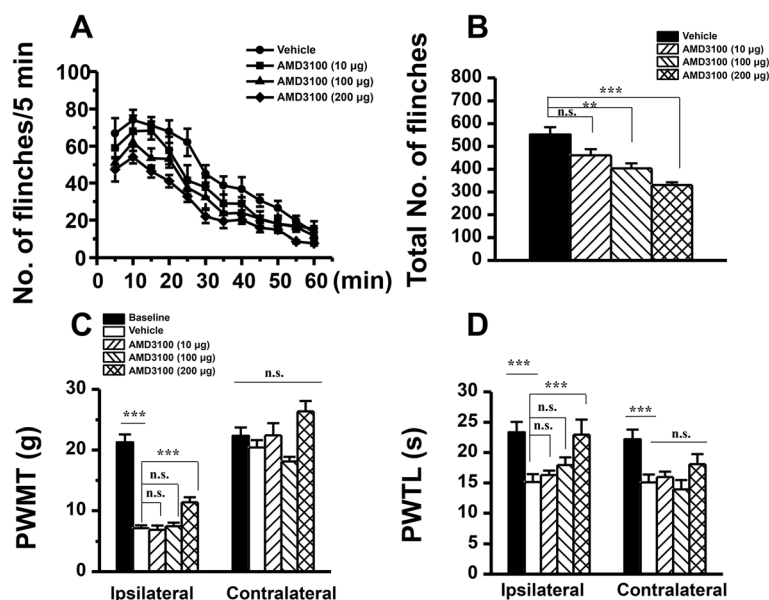 A
Vehicle
AMD3100 (10 µg)
AMD3100 (100 µg)
AMD3100 (200 µg)
No. of flinches/5 min
100
80
60
40
20
0
0 10 20 30 40 50 60 (min)
B
Vehicle
AMD3100 (10 µg)
AMD3100 (100 µg)
AMD3100 (200 µg)
Total No. of flinches
800
700
600
500
400
300
200
100
0
***
**
n.s.
C
Baseline
Vehicle
AMD3100 (10 µg)
AMD3100 (100 µg)
AMD3100 (200 µg)
PWMT (g)
30
20
10
0
***
***
n.s.
n.s.
n.s.
Ipsilateral Contralateral
D
PWTL (s)
30
25
20
15
10
5
0
***
***
n.s.
n.s.
***
n.s.
Ipsilateral Contralateral